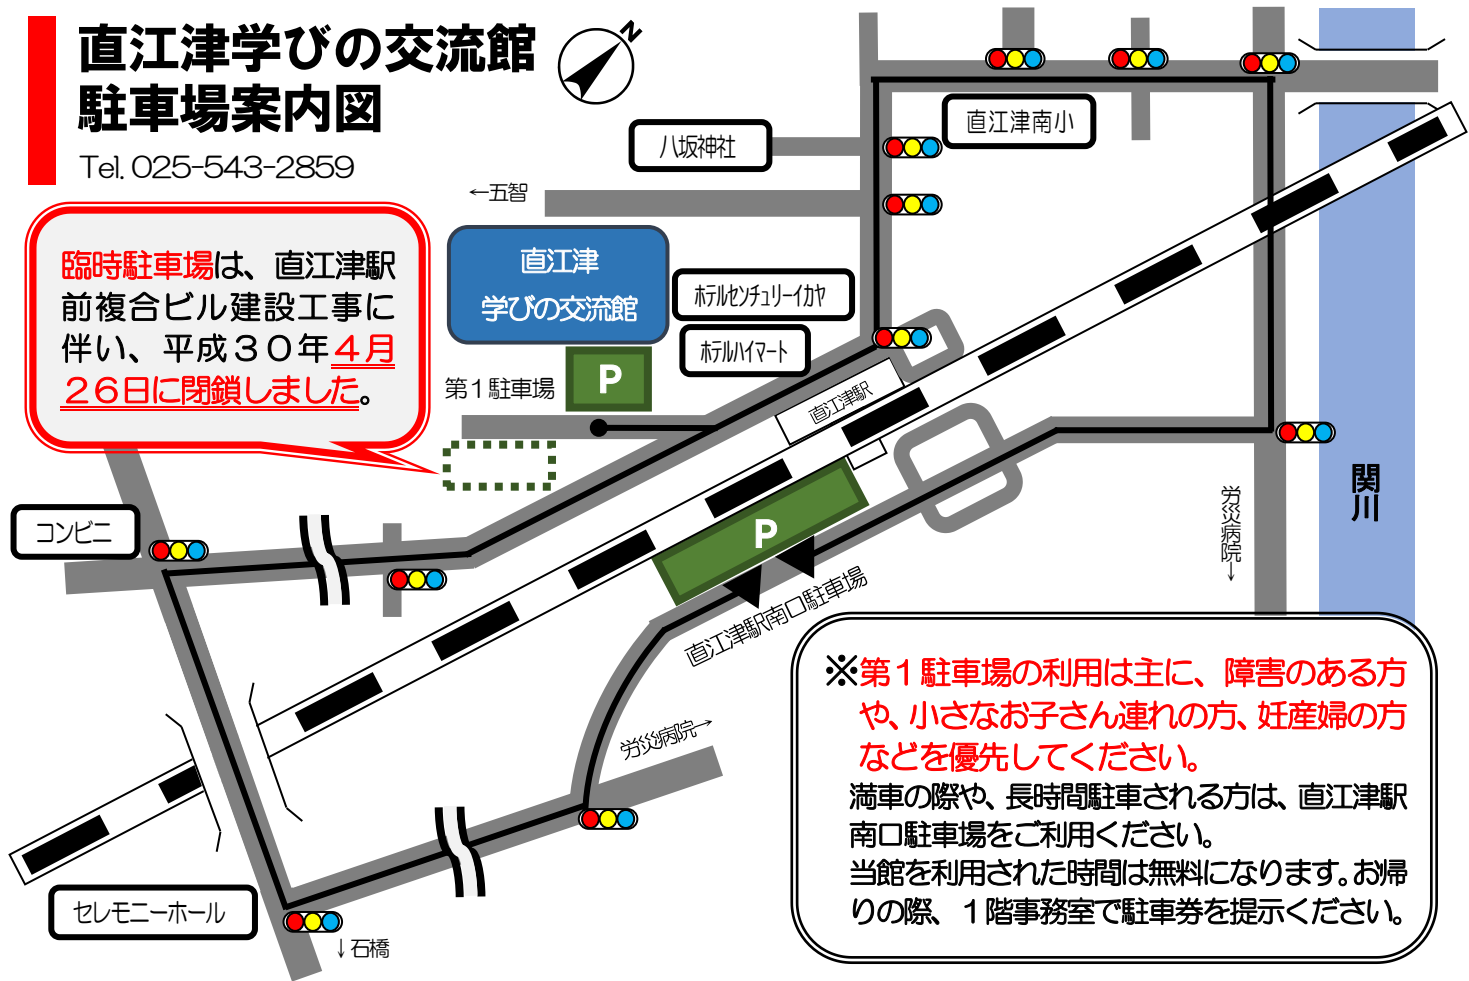 直江津学びの交流館
駐車場案内図
Tel. 025-543-2859
N
臨時駐車場は、直江津駅
前複合ビル建設工事に
伴い、平成３０年４月
２６日に閉鎖しました。
八坂神社
直江津南小
←五智
直江津
学びの交流館
ホテルセンチュリーイカヤ
ホテルハイマート
第１駐車場
P
直江津駅
コンビニ
P
直江津駅南口駐車場
労災病院→
労災病院→
関川
セレモニーホール
↓石橋
※第１駐車場の利用は主に、障害のある方
や、小さなお子さん連れの方、妊産婦の方
などを優先してください。
満車の際や、長時間駐車される方は、直江津駅
南口駐車場をご利用ください。
当館を利用された時間は無料になります。お帰
りの際、１階事務室で駐車券を提示ください。